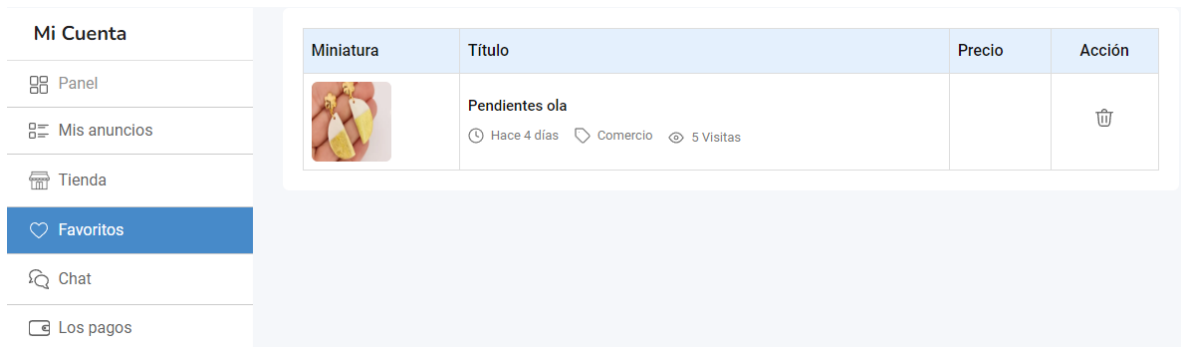 Mi Cuenta
Panel
Mis anuncios
Tienda
Favoritos
Chat
Los pagos
Miniatura Título Precio Acción
Pendientes ola
Hace 4 días Comercio 5 Visitas